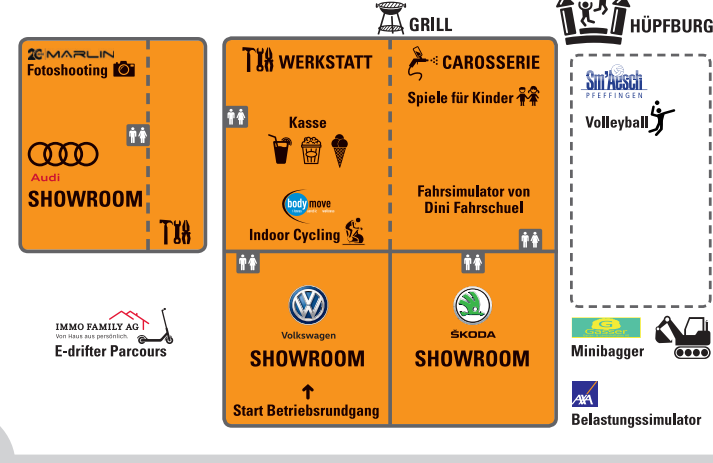 GRILL
HÜPFBURG
MARLIN
Fotoshooting
Audi
SHOWROOM
WERKSTATT
Kasse
body move
Indoor Cycling
CAROSSERIE
Spiele für Kinder
Fahrsimulator von
Dini Fahrschuel
Sm'Aesch
PFEFFINGEN
Volleyball
IMMO FAMILY AG
Von Haus aus persönlich.
E-drifter Parcours
Volkswagen
SHOWROOM
Start Betriebsrundgang
ŠKODA
SHOWROOM
Gasser
Minibagger
AXA
Belastungssimulator